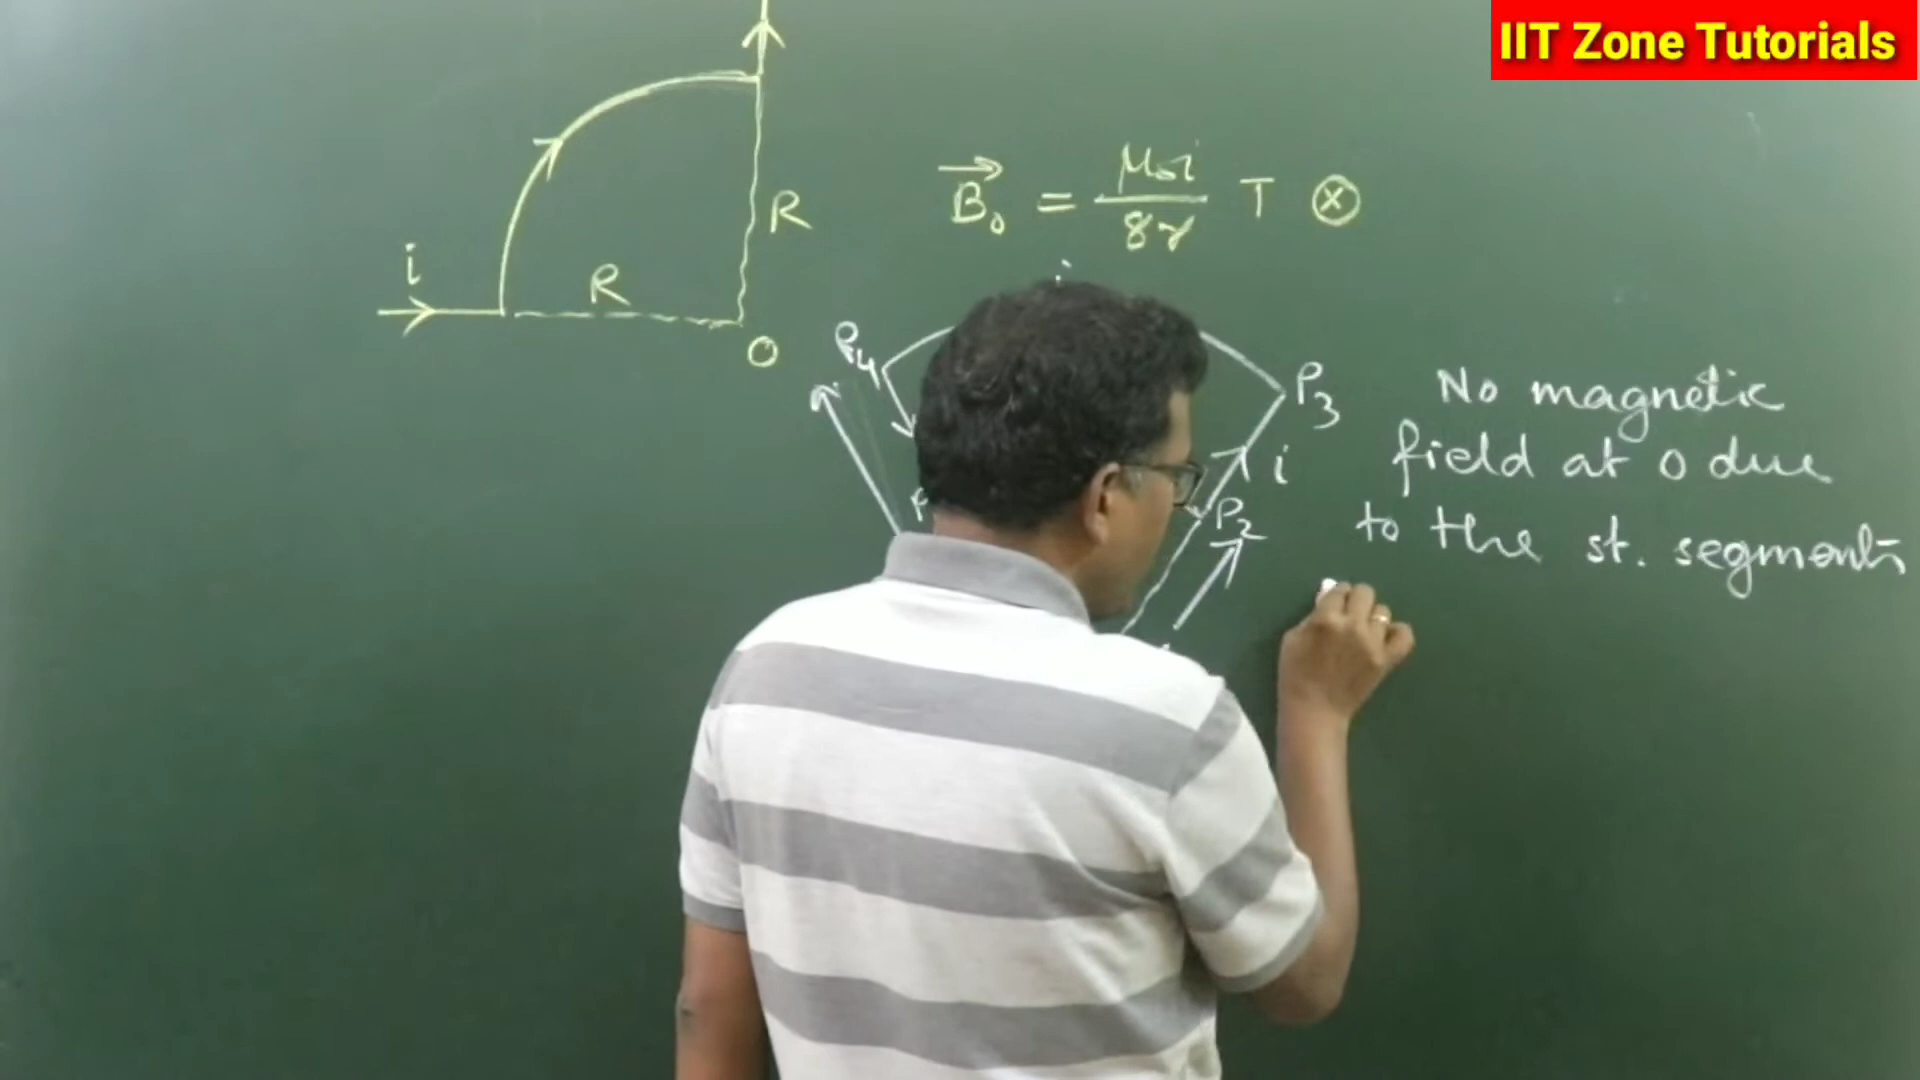 IIT Zone Tutorials
R
i
R
O
B₀ = μ₀i / 8r T ⊗
P₄
P₃
i
P₂
No magnetic
field at O due
to the st. segments